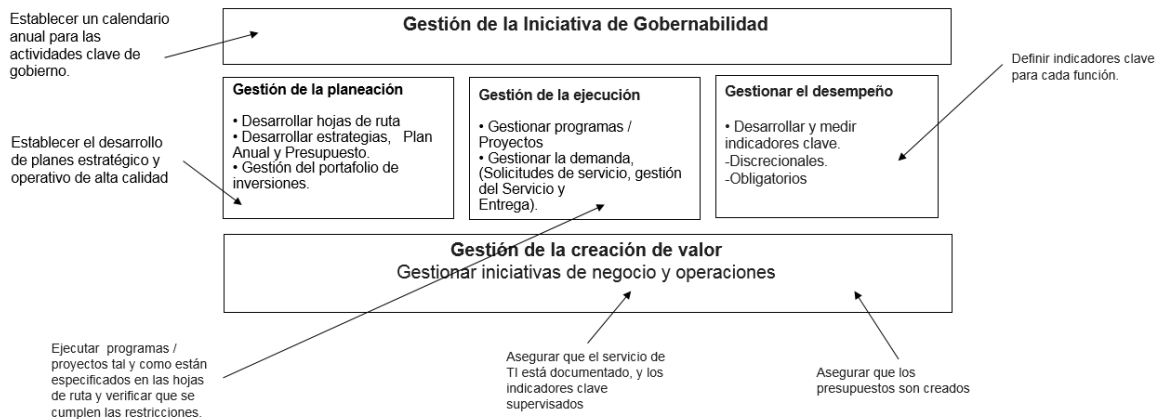 Establecer un calendario
anual para las
actividades clave de
gobierno.
Gestión de la Iniciativa de Gobernabilidad
Definir indicadores clave
para cada función.
Gestión de la planeación
• Desarrollar hojas de ruta
• Desarrollar estrategias, Plan
Anual y Presupuesto.
• Gestión del portafolio de
inversiones.
Gestión de la ejecución
• Gestionar programas /
Proyectos
• Gestionar la demanda,
(Solicitudes de servicio, gestión
del Servicio y
Entrega).
Gestionar el desempeño
• Desarrollar y medir
indicadores clave.
-Discrecionales.
-Obligatorios
Establecer el desarrollo
de planes estratégico y
operativo de alta calidad
Gestión de la creación de valor
Gestionar iniciativas de negocio y operaciones
Ejecutar programas /
proyectos tal y como están
especificados en las hojas
de ruta y verificar que se
cumplen las restricciones.
Asegurar que el servicio de
TI está documentado, y los
indicadores clave
supervisados
Asegurar que los
presupuestos son creados